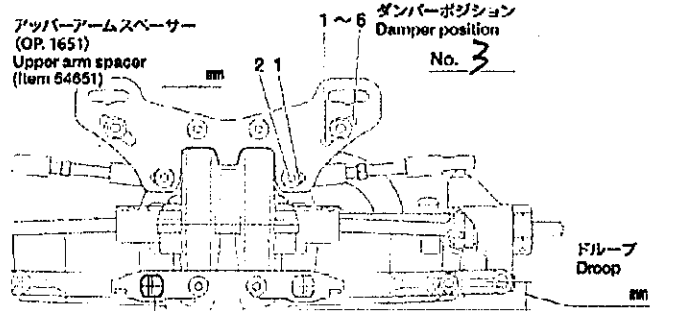 アッパーアームスペーサー
(OP. 1651)
Upper arm spacer
(Item 54651)
mm
2 1
1～6
ダンパーポジション
Damper position
No. 3
ドループ
Droop
mm